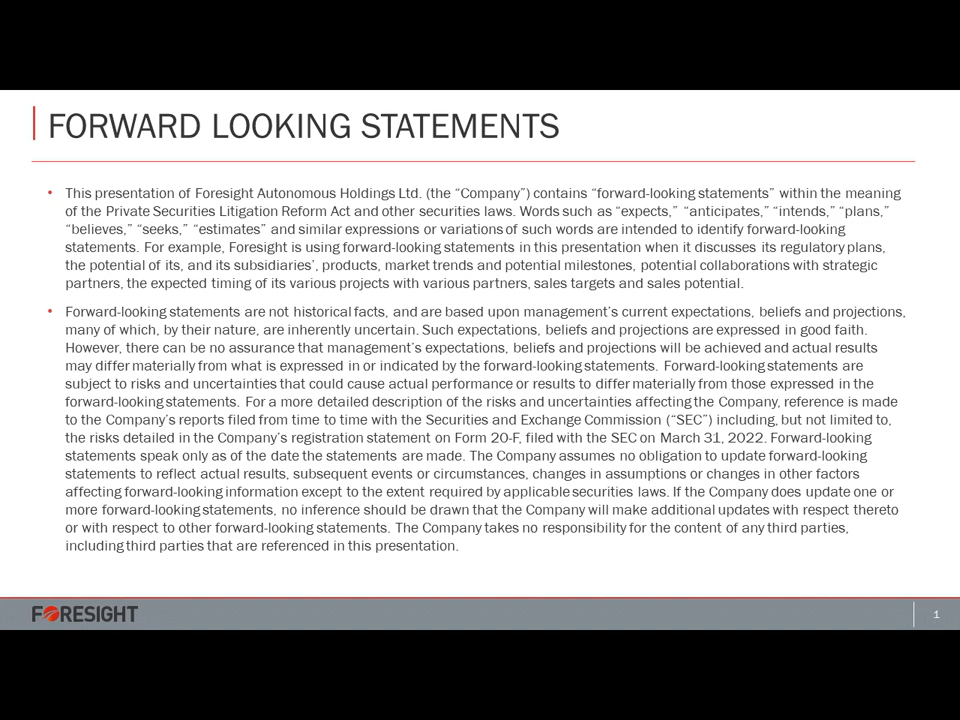 FORWARD LOOKING STATEMENTS
• This presentation of Foresight Autonomous Holdings Ltd. (the “Company”) contains “forward-looking statements” within the meaning
of the Private Securities Litigation Reform Act and other securities laws. Words such as “expects,” “anticipates,” “intends,” “plans,”
“believes,” “seeks,” “estimates” and similar expressions or variations of such words are intended to identify forward-looking
statements. For example, Foresight is using forward-looking statements in this presentation when it discusses its regulatory plans,
the potential of its, and its subsidiaries’, products, market trends and potential milestones, potential collaborations with strategic
partners, the expected timing of its various projects with various partners, sales targets and sales potential.
• Forward-looking statements are not historical facts, and are based upon management’s current expectations, beliefs and projections,
many of which, by their nature, are inherently uncertain. Such expectations, beliefs and projections are expressed in good faith.
However, there can be no assurance that management’s expectations, beliefs and projections will be achieved and actual results
may differ materially from what is expressed in or indicated by the forward-looking statements. Forward-looking statements are
subject to risks and uncertainties that could cause actual performance or results to differ materially from those expressed in the
forward-looking statements. For a more detailed description of the risks and uncertainties affecting the Company, reference is made
to the Company’s reports filed from time to time with the Securities and Exchange Commission (“SEC”) including, but not limited to,
the risks detailed in the Company’s registration statement on Form 20-F, filed with the SEC on March 31, 2022. Forward-looking
statements speak only as of the date the statements are made. The Company assumes no obligation to update forward-looking
statements to reflect actual results, subsequent events or circumstances, changes in assumptions or changes in other factors
affecting forward-looking information except to the extent required by applicable securities laws. If the Company does update one or
more forward-looking statements, no inference should be drawn that the Company will make additional updates with respect thereto
or with respect to other forward-looking statements. The Company takes no responsibility for the content of any third parties,
including third parties that are referenced in this presentation.
FORESIGHT
1